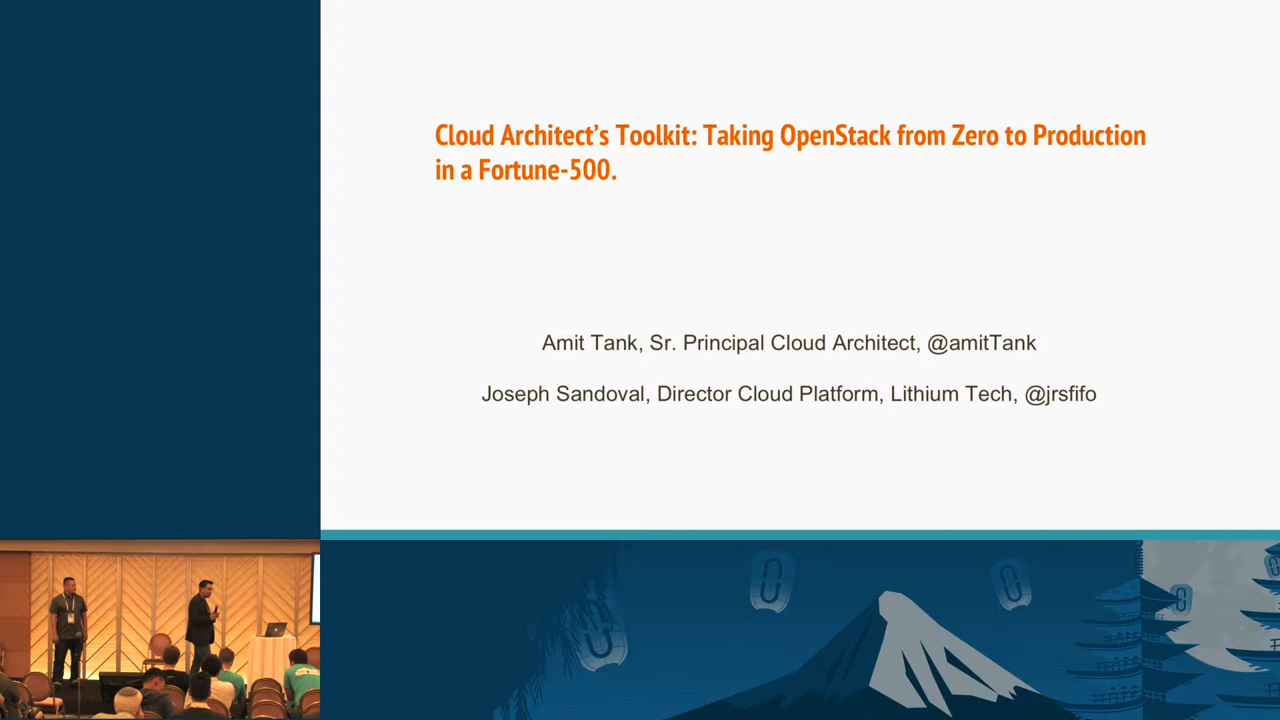 Cloud Architect’s Toolkit: Taking OpenStack from Zero to Production
in a Fortune-500.
Amit Tank, Sr. Principal Cloud Architect, @amitTank
Joseph Sandoval, Director Cloud Platform, Lithium Tech, @jrsfifo